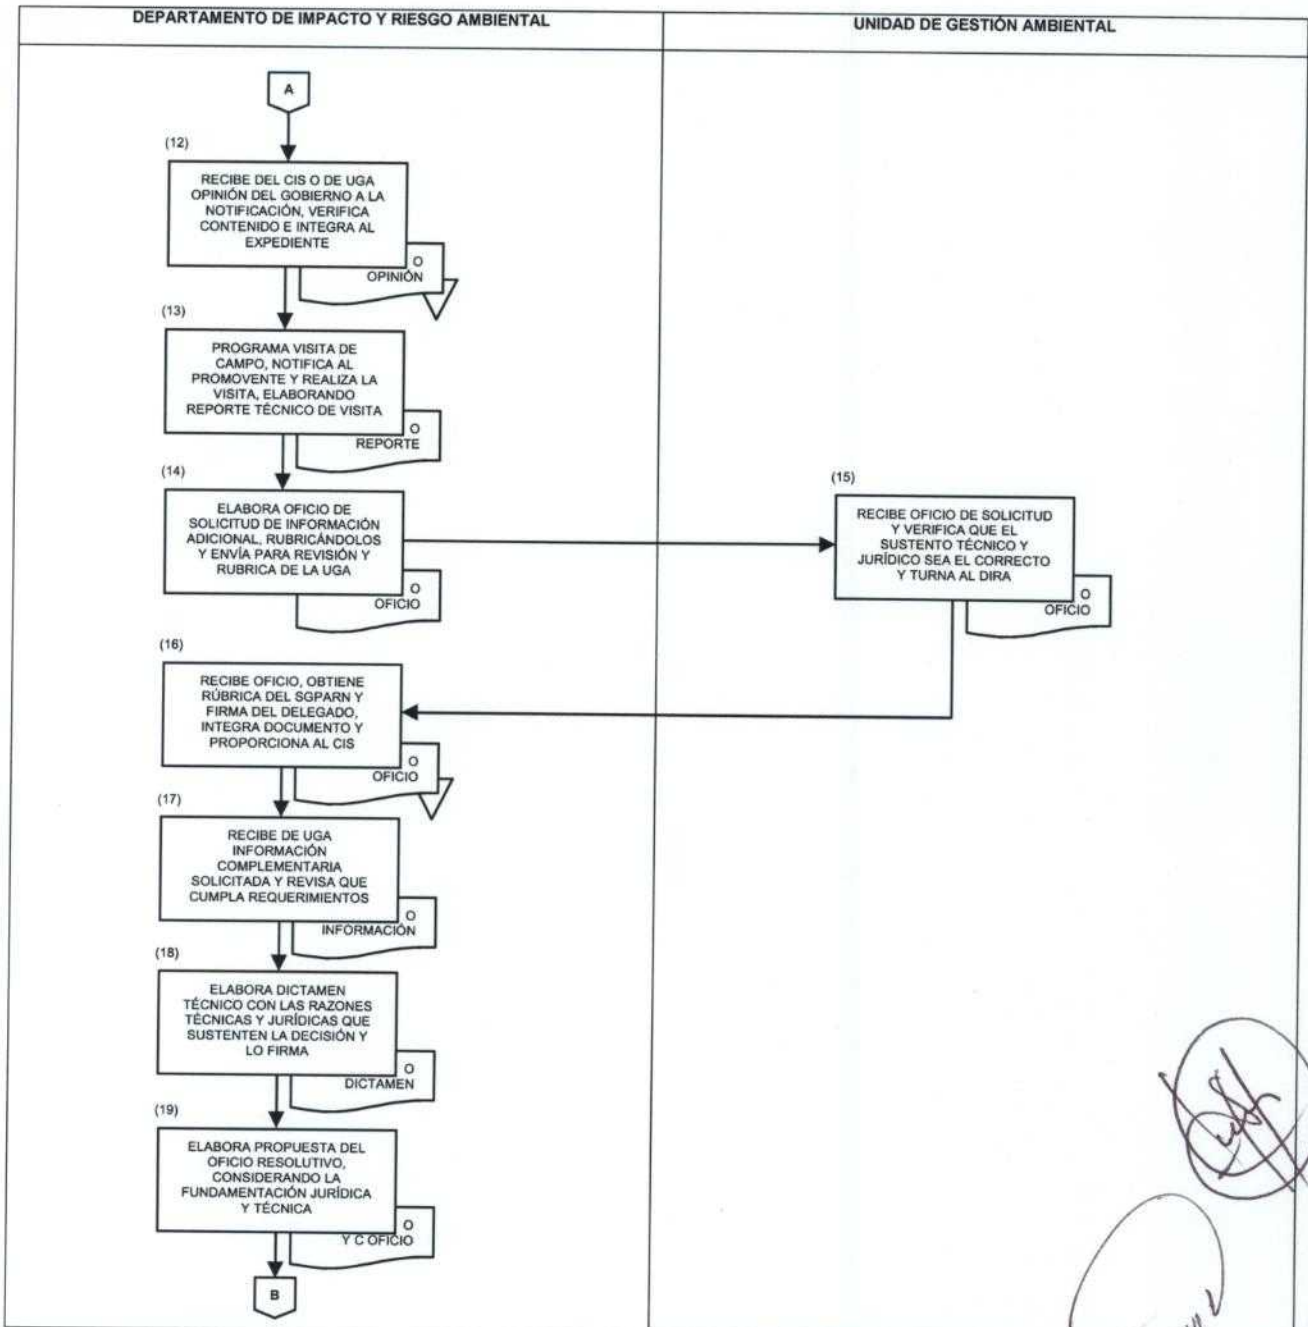 DEPARTAMENTO DE IMPACTO Y RIESGO AMBIENTAL
UNIDAD DE GESTIÓN AMBIENTAL
A
(12)
RECIBE DEL CIS O DE UGA
OPINIÓN DEL GOBIERNO A LA
NOTIFICACIÓN, VERIFICA
CONTENIDO E INTEGRA AL
EXPEDIENTE
O
OPINIÓN
(13)
PROGRAMA VISITA DE
CAMPO, NOTIFICA AL
PROMOVENTE Y REALIZA LA
VISITA, ELABORANDO
REPORTE TÉCNICO DE VISITA
O
REPORTE
(14)
ELABORA OFICIO DE
SOLICITUD DE INFORMACIÓN
ADICIONAL, RUBRICÁNDOLOS
Y ENVÍA PARA REVISIÓN Y
RUBRICA DE LA UGA
O
OFICIO
(15)
RECIBE OFICIO DE SOLICITUD
Y VERIFICA QUE EL
SUSTENTO TÉCNICO Y
JURÍDICO SEA EL CORRECTO
Y TURNA AL DIRA
O
OFICIO
(16)
RECIBE OFICIO, OBTIENE
RÚBRICA DEL SGPARN Y
FIRMA DEL DELEGADO,
INTEGRA DOCUMENTO Y
PROPORCIONA AL CIS
O
OFICIO
(17)
RECIBE DE UGA
INFORMACIÓN
COMPLEMENTARIA
SOLICITADA Y REVISA QUE
CUMPLA REQUERIMIENTOS
O
INFORMACIÓN
(18)
ELABORA DICTAMEN
TÉCNICO CON LAS RAZONES
TÉCNICAS Y JURÍDICAS QUE
SUSTENTEN LA DECISIÓN Y
LO FIRMA
O
DICTAMEN
(19)
ELABORA PROPUESTA DEL
OFICIO RESOLUTIVO,
CONSIDERANDO LA
FUNDAMENTACIÓN JURÍDICA
Y TÉCNICA
O
Y C OFICIO
B